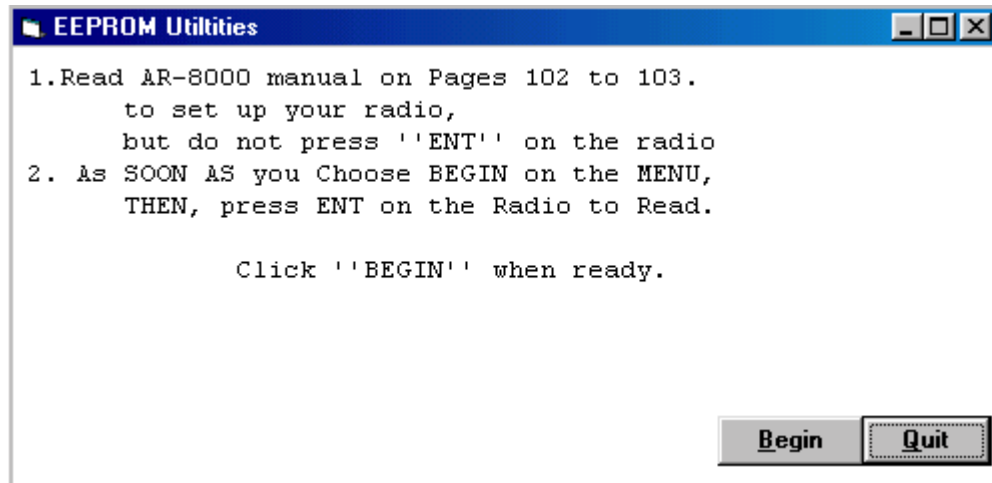 EEPROM Utiltities
1.Read AR-8000 manual on Pages 102 to 103.
to set up your radio,
but do not press ''ENT'' on the radio
2. As SOON AS you Choose BEGIN on the MENU,
THEN, press ENT on the Radio to Read.
Click ''BEGIN'' when ready.
Begin Quit